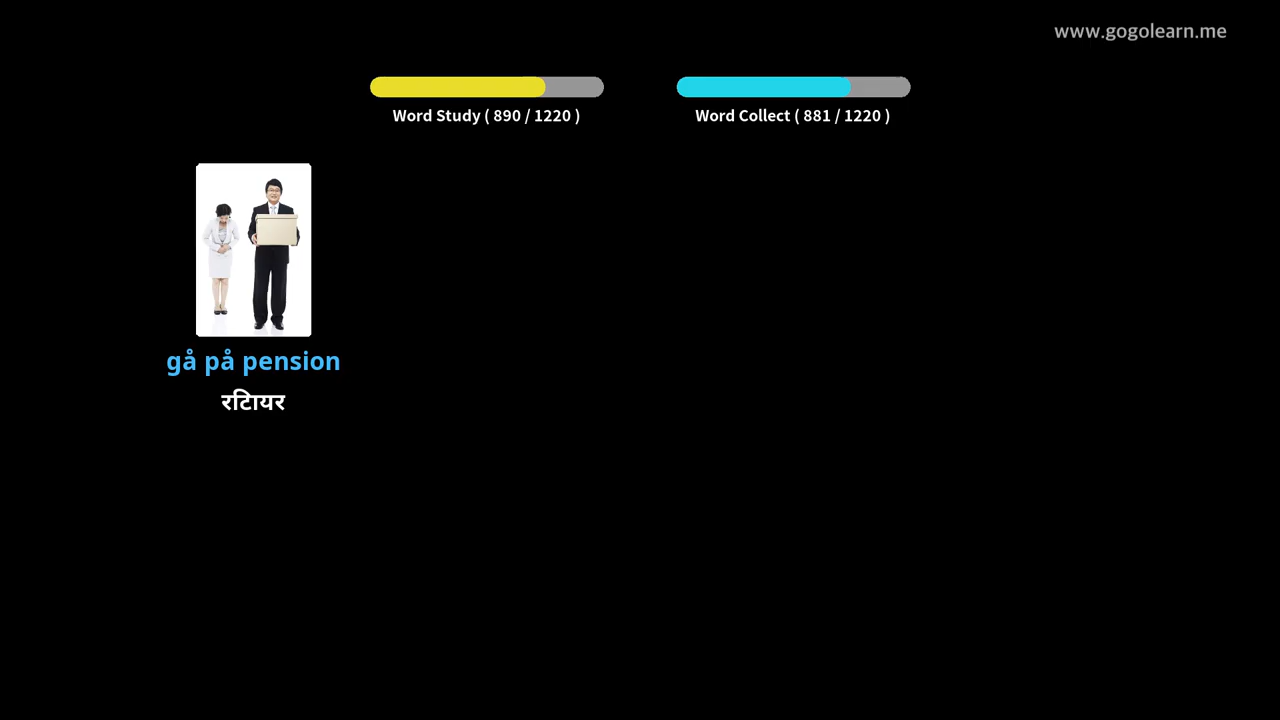 www.gogolearn.me
Word Study ( 890 / 1220 )
Word Collect ( 881 / 1220 )
gå på pension
रिटायर